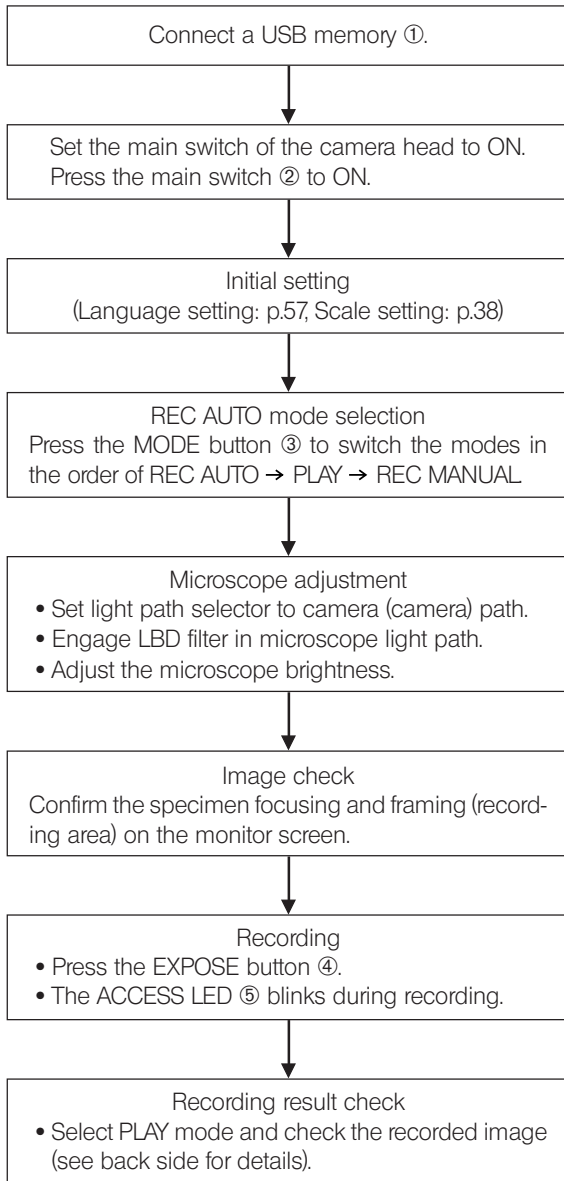 Connect a USB memory ①.
Set the main switch of the camera head to ON.
Press the main switch ② to ON.
Initial setting
(Language setting: p.57, Scale setting: p.38)
REC AUTO mode selection
Press the MODE button ③ to switch the modes in
the order of REC AUTO → PLAY → REC MANUAL.
Microscope adjustment
• Set light path selector to camera (camera) path.
• Engage LBD filter in microscope light path.
• Adjust the microscope brightness.
Image check
Confirm the specimen focusing and framing (record-
ing area) on the monitor screen.
Recording
• Press the EXPOSE button ④.
• The ACCESS LED ⑤ blinks during recording.
Recording result check
• Select PLAY mode and check the recorded image
(see back side for details).